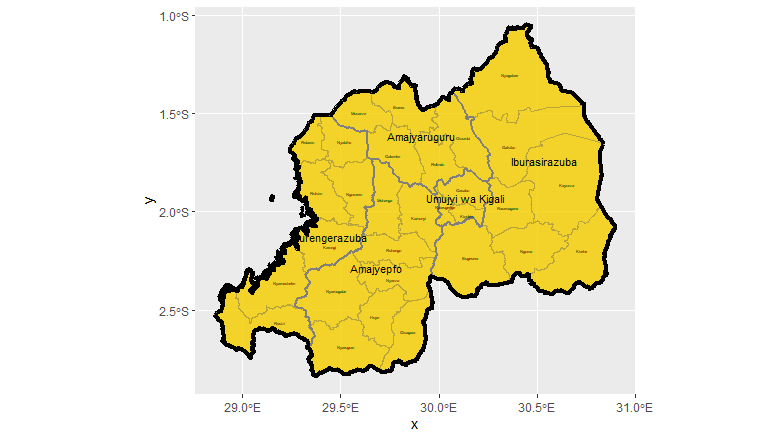 1.0°S
Nyagatare
1.5°S
Burera
Musanze
Gicumbi
Amajyaruguru
Rubavu
Nyabihu
Gatsibo
Gakenke
Rulindo
Iburasirazuba
Kayonza
Rutsiro
Ngororero
Gasabo
Muhanga
Umujyi wa Kigali
y
2.0°S
Nyarugenge
Rwamagana
Kamonyi
Kicukiro
urengerazuba
Karongi
Ruhango
Bugesera
Ngoma
Kirehe
Amajyepfo
Nyamasheke
Nyanza
Nyamagabe
2.5°S
Rusizi
Huye
Gisagara
Nyaruguru
29.0°E
29.5°E
30.0°E
30.5°E
31.0°E
x